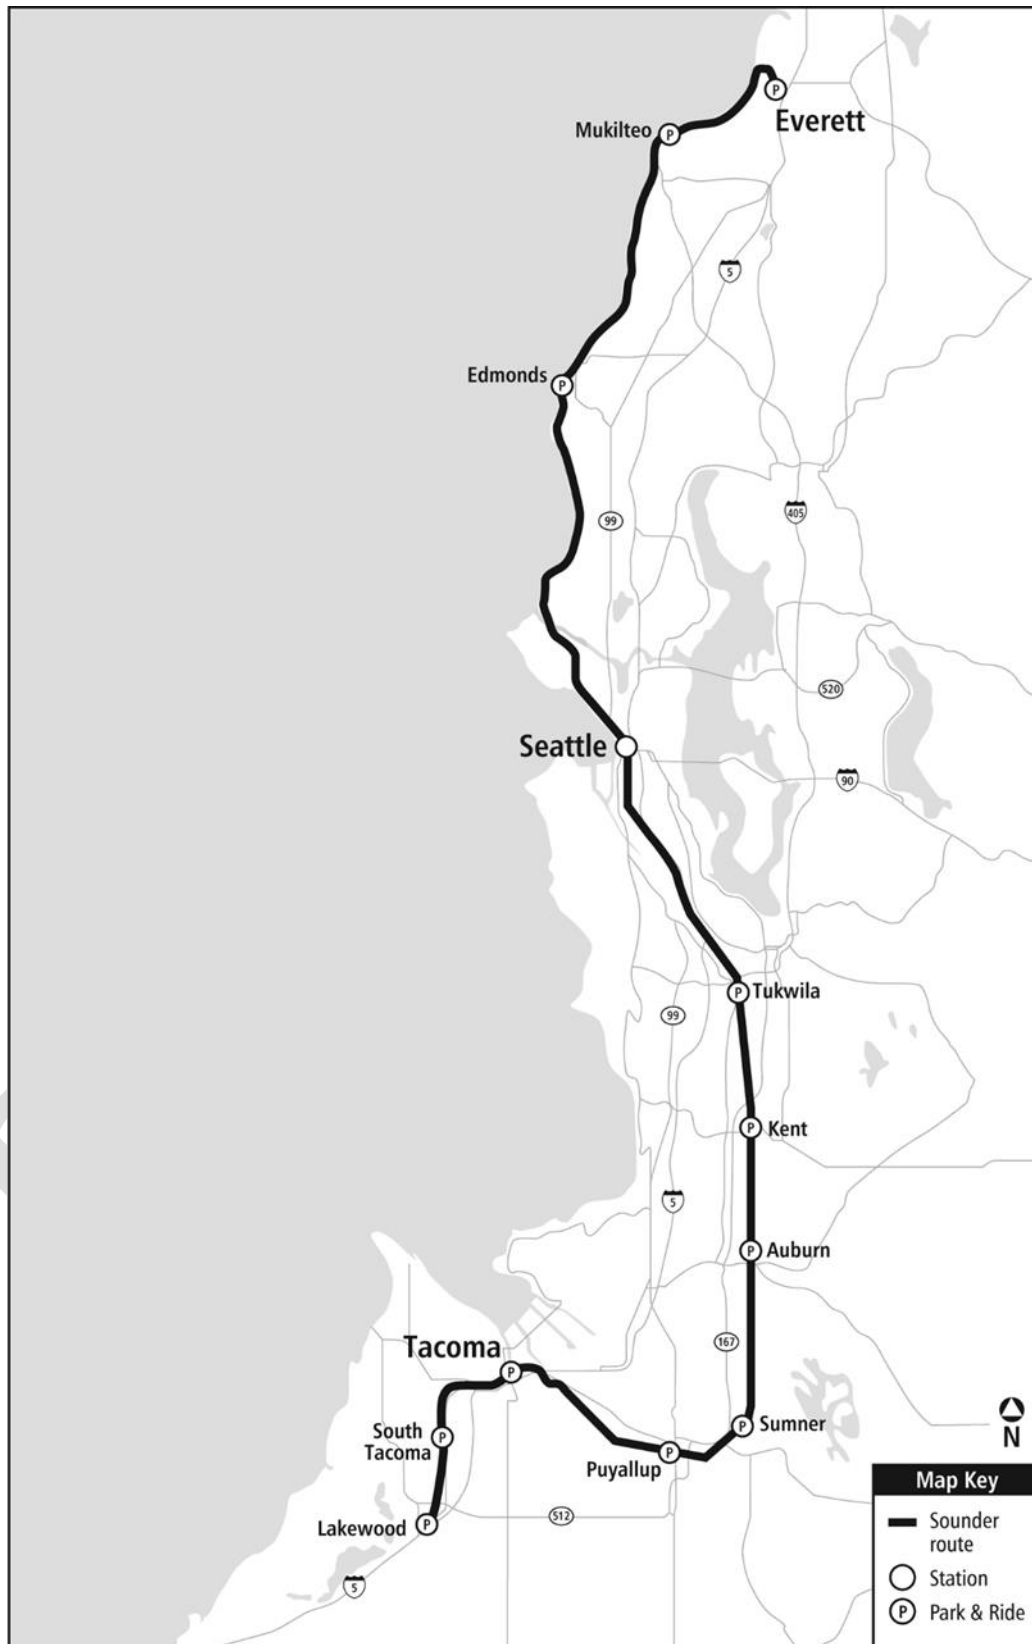 Everett
Mukilteo
5
Edmonds
99
405
520
Seattle
90
Tukwila
99
Kent
5
Auburn
167
Tacoma
South
Tacoma
Sumner
Puyallup
Lakewood
512
5
N
Map Key
Sounder
route
Station
P Park & Ride
P
P
P
P
P
P
P
P
P
P
P